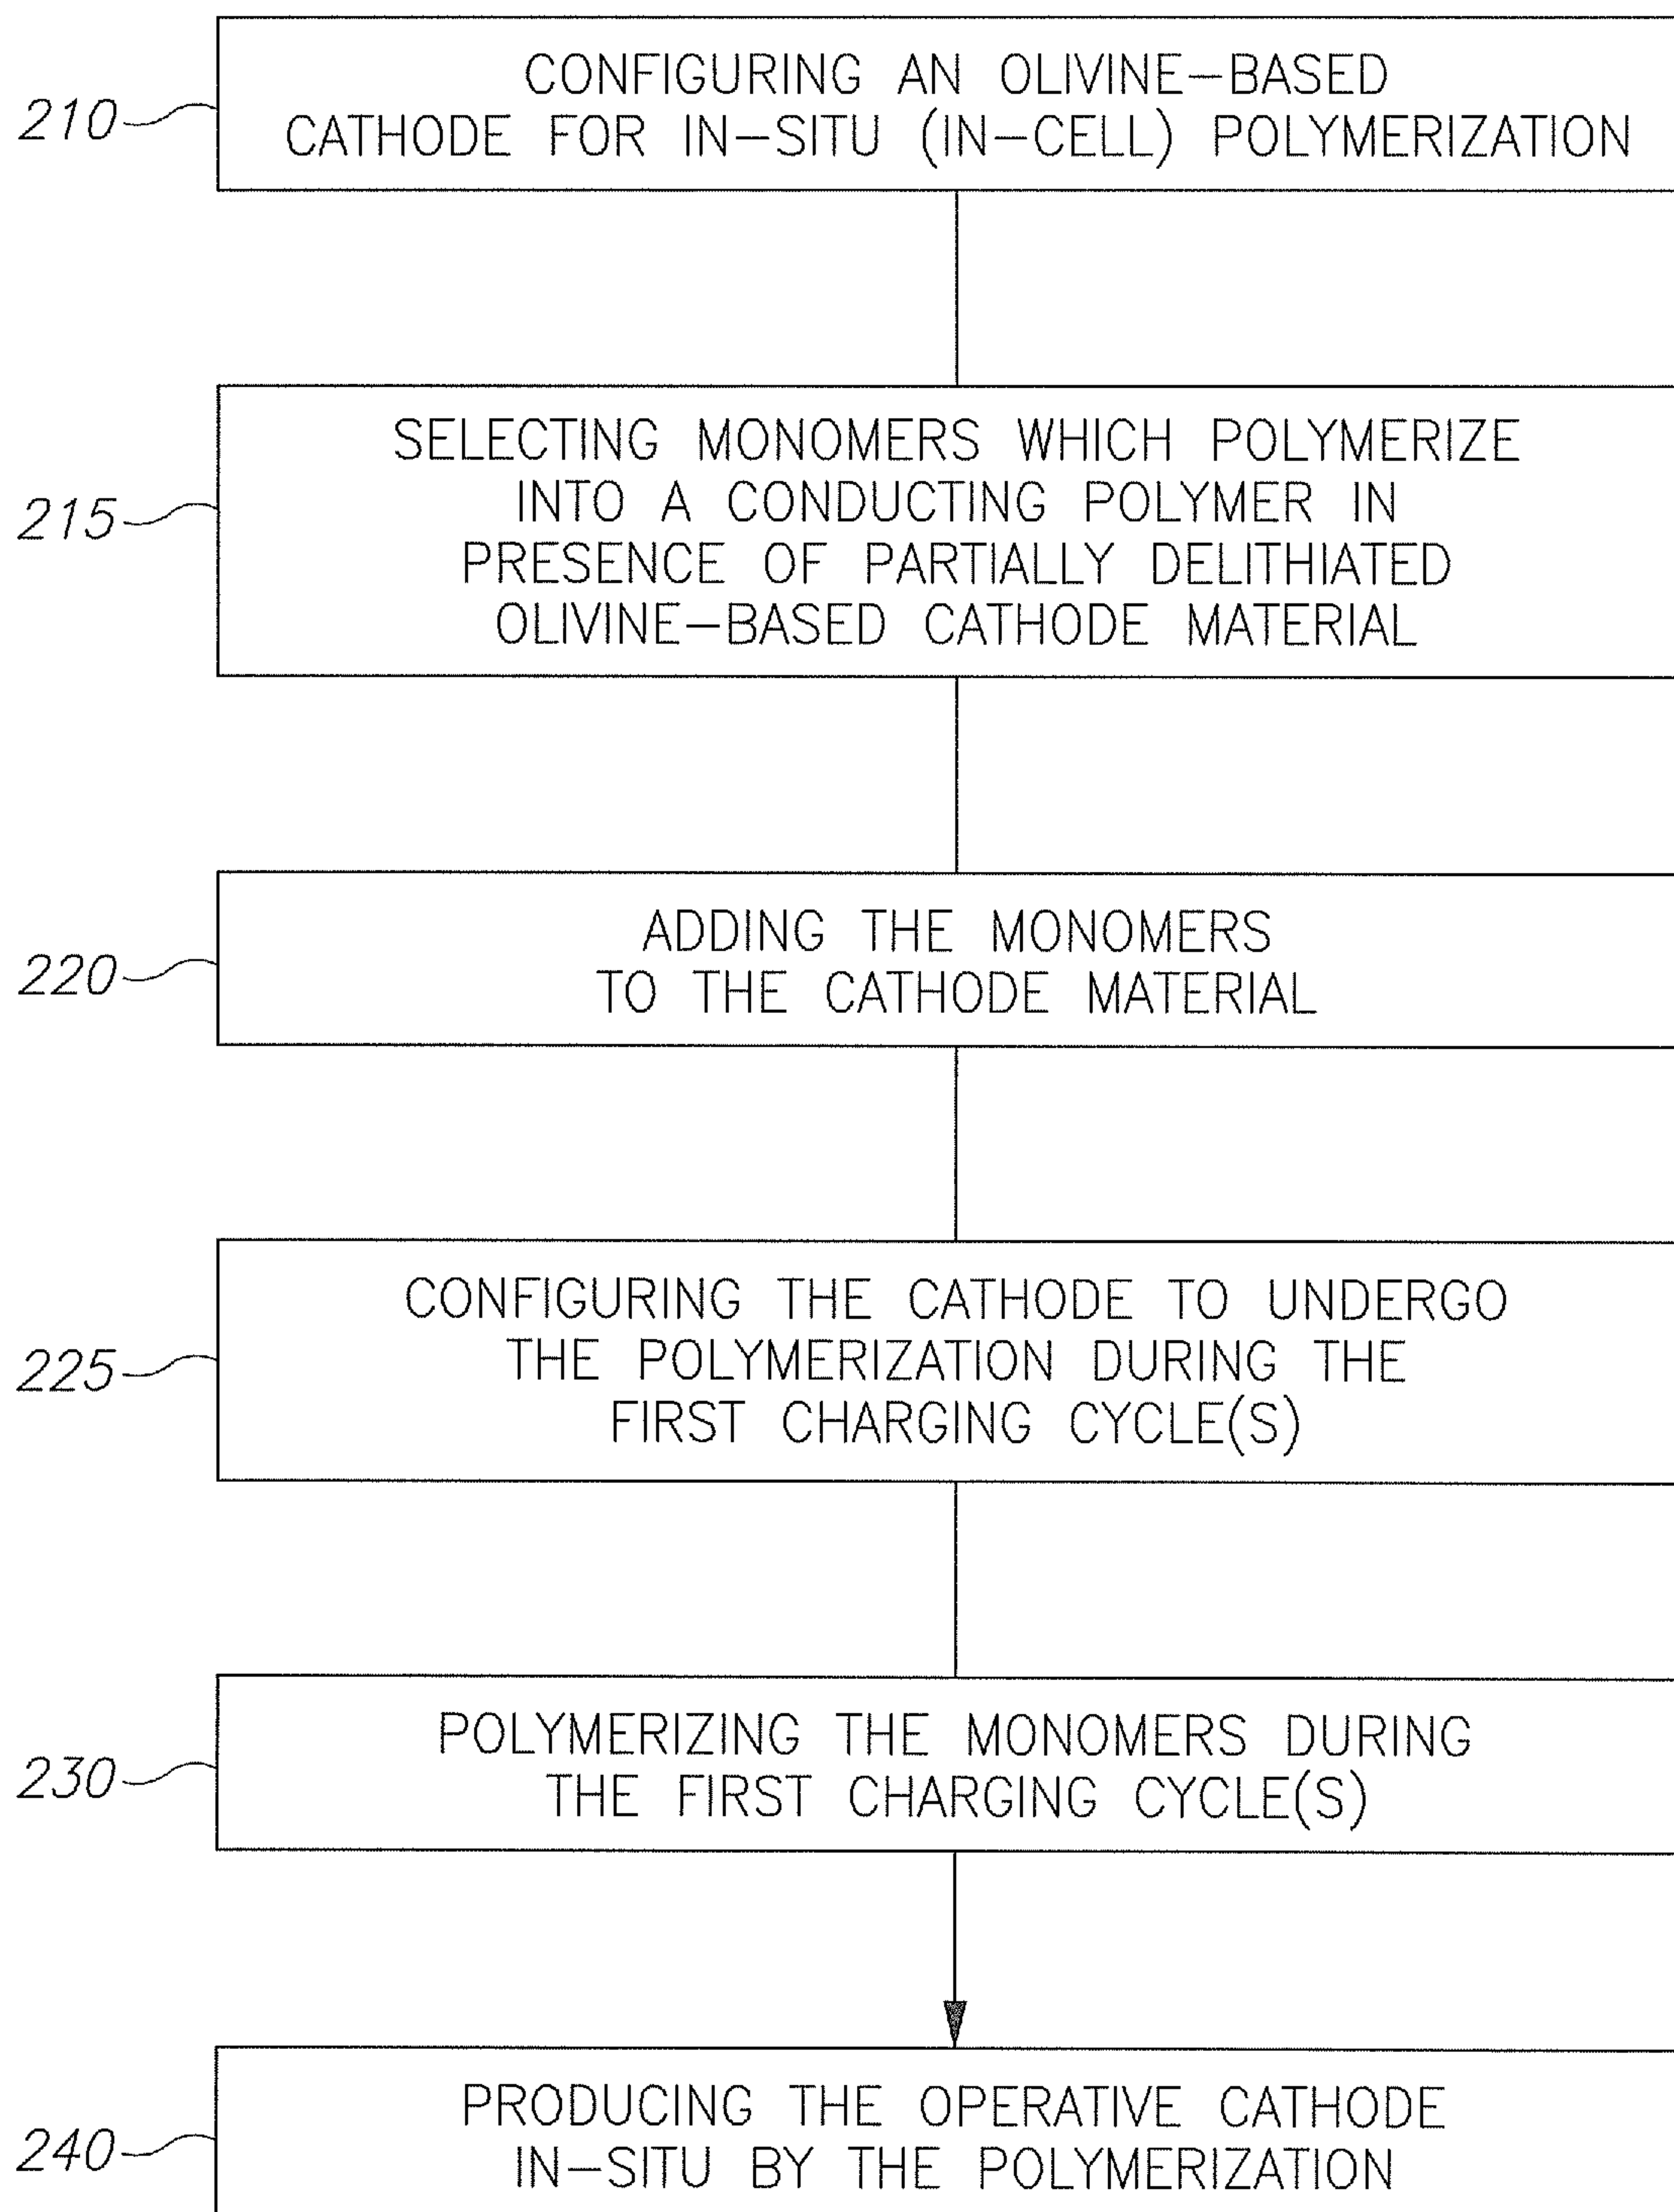 CONFIGURING AN OLIVINE-BASED
210 CATHODE FOR IN-SITU (IN-CELL) POLYMERIZATION
SELECTING MONOMERS WHICH POLYMERIZE
215 INTO A CONDUCTING POLYMER IN
PRESENCE OF PARTIALLY DELITHIATED
OLIVINE-BASED CATHODE MATERIAL
ADDING THE MONOMERS
220 TO THE CATHODE MATERIAL
CONFIGURING THE CATHODE TO UNDERGO
225 THE POLYMERIZATION DURING THE
FIRST CHARGING CYCLE(S)
POLYMERIZING THE MONOMERS DURING
230 THE FIRST CHARGING CYCLE(S)
PRODUCING THE OPERATIVE CATHODE
240 IN-SITU BY THE POLYMERIZATION